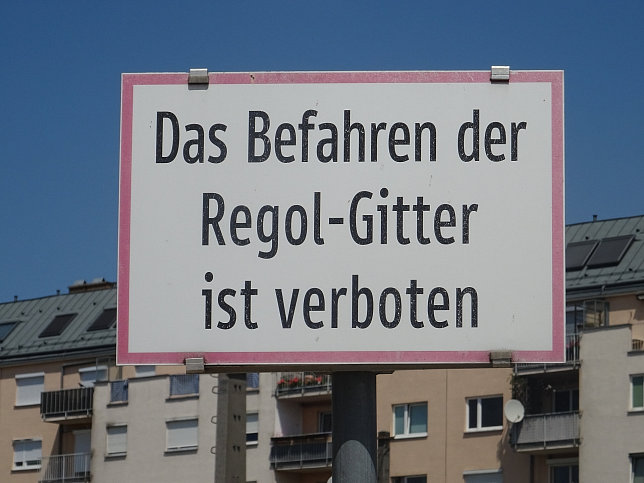 Das Befahren der
Regol-Gitter
ist verboten